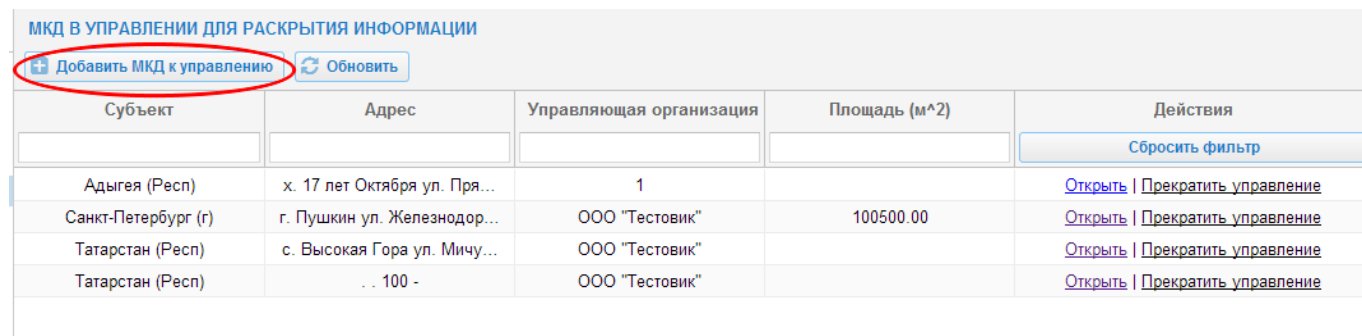 МКД В УПРАВЛЕНИИ ДЛЯ РАСКРЫТИЯ ИНФОРМАЦИИ
Добавить МКД к управлению Обновить
Субъект Адрес Управляющая организация Площадь (м^2) Действия
Сбросить фильтр
Адыгея (Респ) х. 17 лет Октября ул. Пря... 1 Открыть | Прекратить управление
Санкт-Петербург (г) г. Пушкин ул. Железнодор... ООО "Тестовик" 100500.00 Открыть | Прекратить управление
Татарстан (Респ) с. Высокая Гора ул. Мичу... ООО "Тестовик" Открыть | Прекратить управление
Татарстан (Респ) . . 100 - ООО "Тестовик" Открыть | Прекратить управление